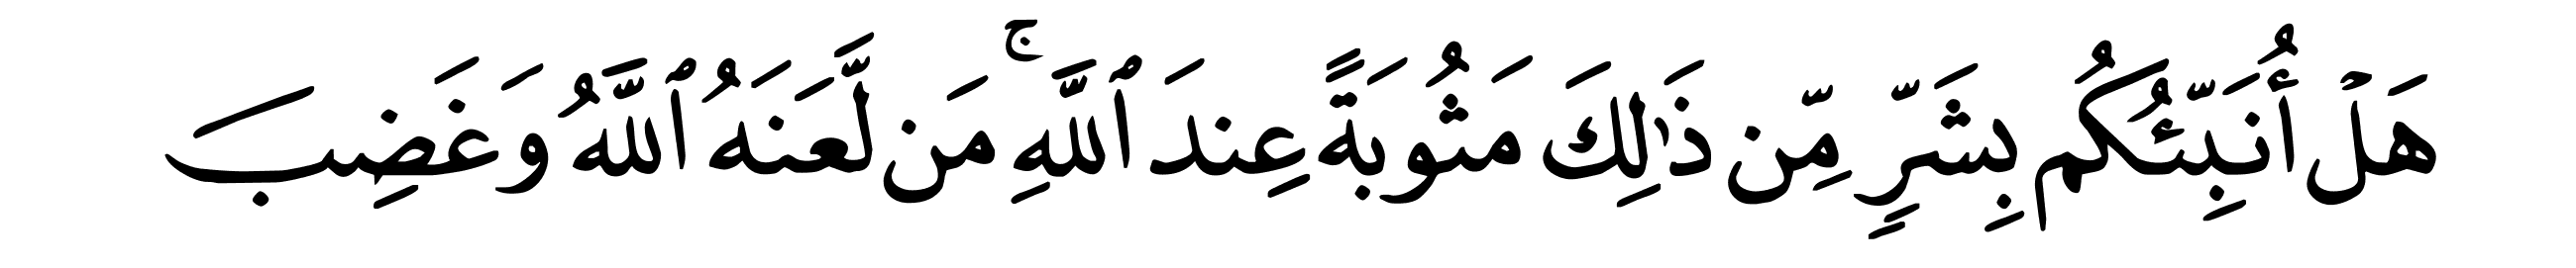 هَلْ أُنَبِّئُكُم بِشَرٍّ مِّن ذَٰلِكَ مَثُوبَةً عِندَ ٱللَّهِ ۚ مَن لَّعَنَهُ ٱللَّهُ وَغَضِبَ